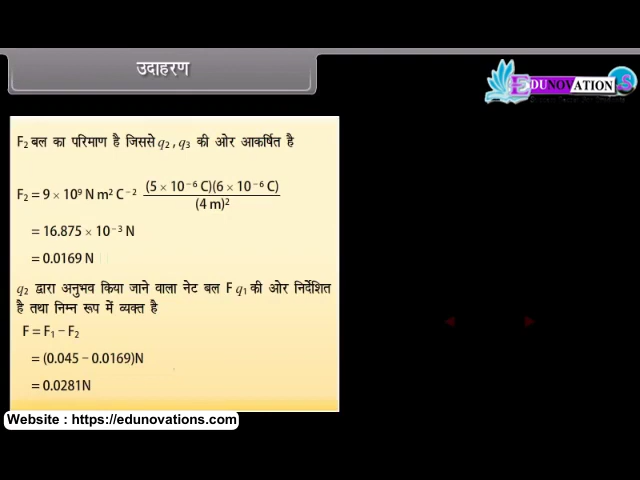 उदाहरण
EDUNOVATIONS
F₂ बल का परिमाण है जिससे q₂ , q₃ की ओर आकर्षित है
F₂ = 9 × 10⁹ N m² C⁻² (5 × 10⁻⁶ C)(6 × 10⁻⁶ C) / (4 m)²
= 16.875 × 10⁻³ N
= 0.0169 N
q₂ द्वारा अनुभव किया जाने वाला नेट बल F q₁ की ओर निर्देशित
है तथा निम्न रूप में व्यक्त है
F = F₁ − F₂
= (0.045 − 0.0169)N
= 0.0281N
Website : https://edunovations.com